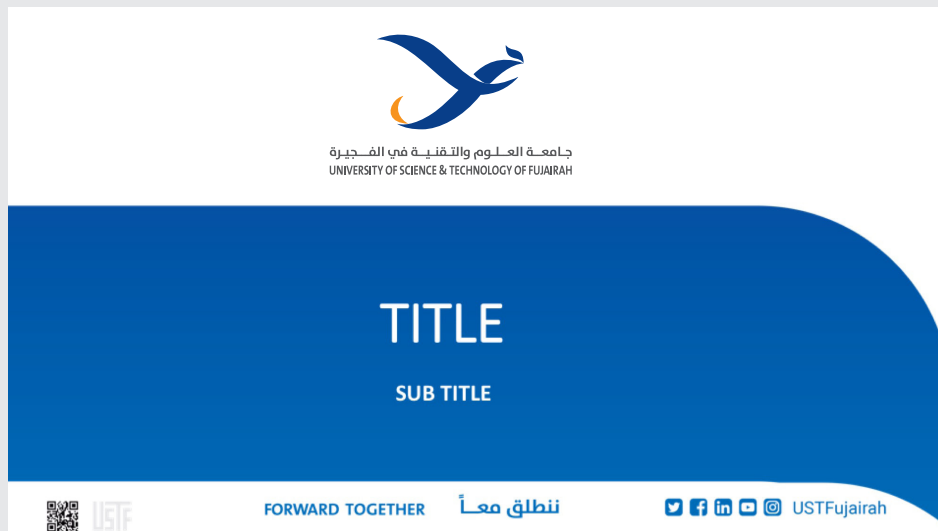 جامعة العلوم والتقنية في الفجيرة
UNIVERSITY OF SCIENCE & TECHNOLOGY OF FUJAIRAH
TITLE
SUB TITLE
USTF
FORWARD TOGETHER
ننطلق معاً
USTFujairah